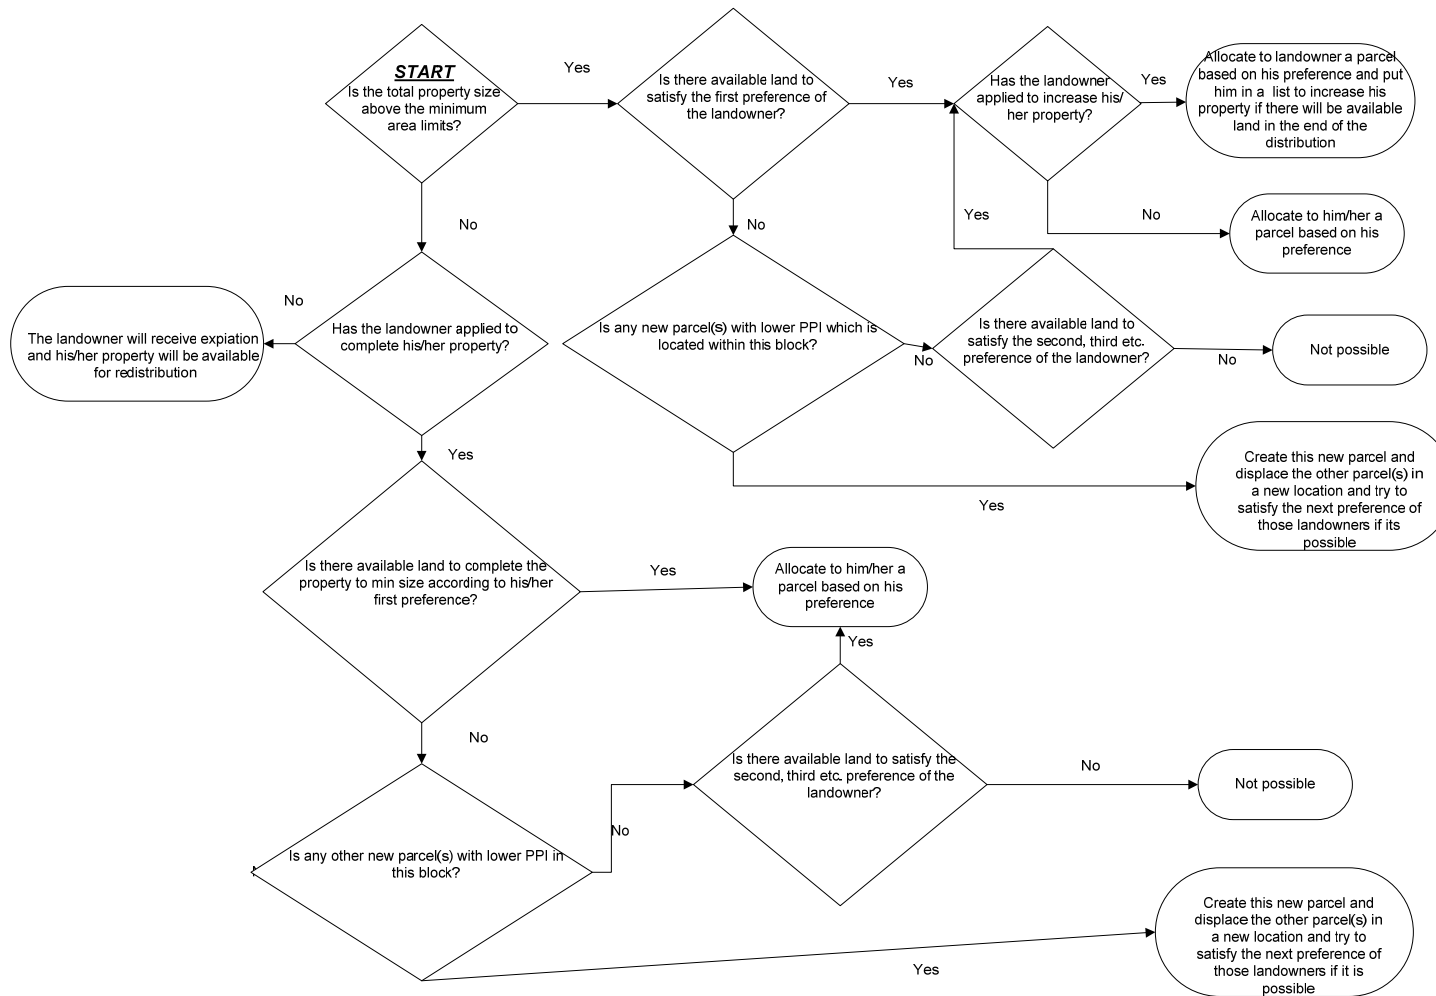 START
Is the total property size
above the minimum
area limits?
Yes
Is there available land to
satisfy the first preference of
the landowner?
Yes
Has the landowner
applied to increase his/
her property?
Yes
Allocate to landowner a parcel
based on his preference and put
him in a list to increase his
property if there will be available
land in the end of the
distribution
No
No
Yes
No
Allocate to him/her a
parcel based on his
preference
No
The landowner will receive expiation
and his/her property will be available
for redistribution
Has the landowner applied to
complete his/her property?
Is any new parcel(s) with lower PPI which is
located within this block?
No
Is there available land to
satisfy the second, third etc.
preference of the landowner?
No
Not possible
Yes
Yes
Create this new parcel and
displace the other parcel(s) in
a new location and try to
satisfy the next preference of
those landowners if its
possible
Is there available land to complete the
property to min size according to his/her
first preference?
Yes
Allocate to him/her a
parcel based on his
preference
Yes
No
Is there available land to satisfy the
second, third etc. preference of the
landowner?
No
Not possible
Is any other new parcel(s) with lower PPI in
this block?
No
Yes
Create this new parcel and
displace the other parcel(s) in
a new location and try to
satisfy the next preference of
those landowners if it is
possible